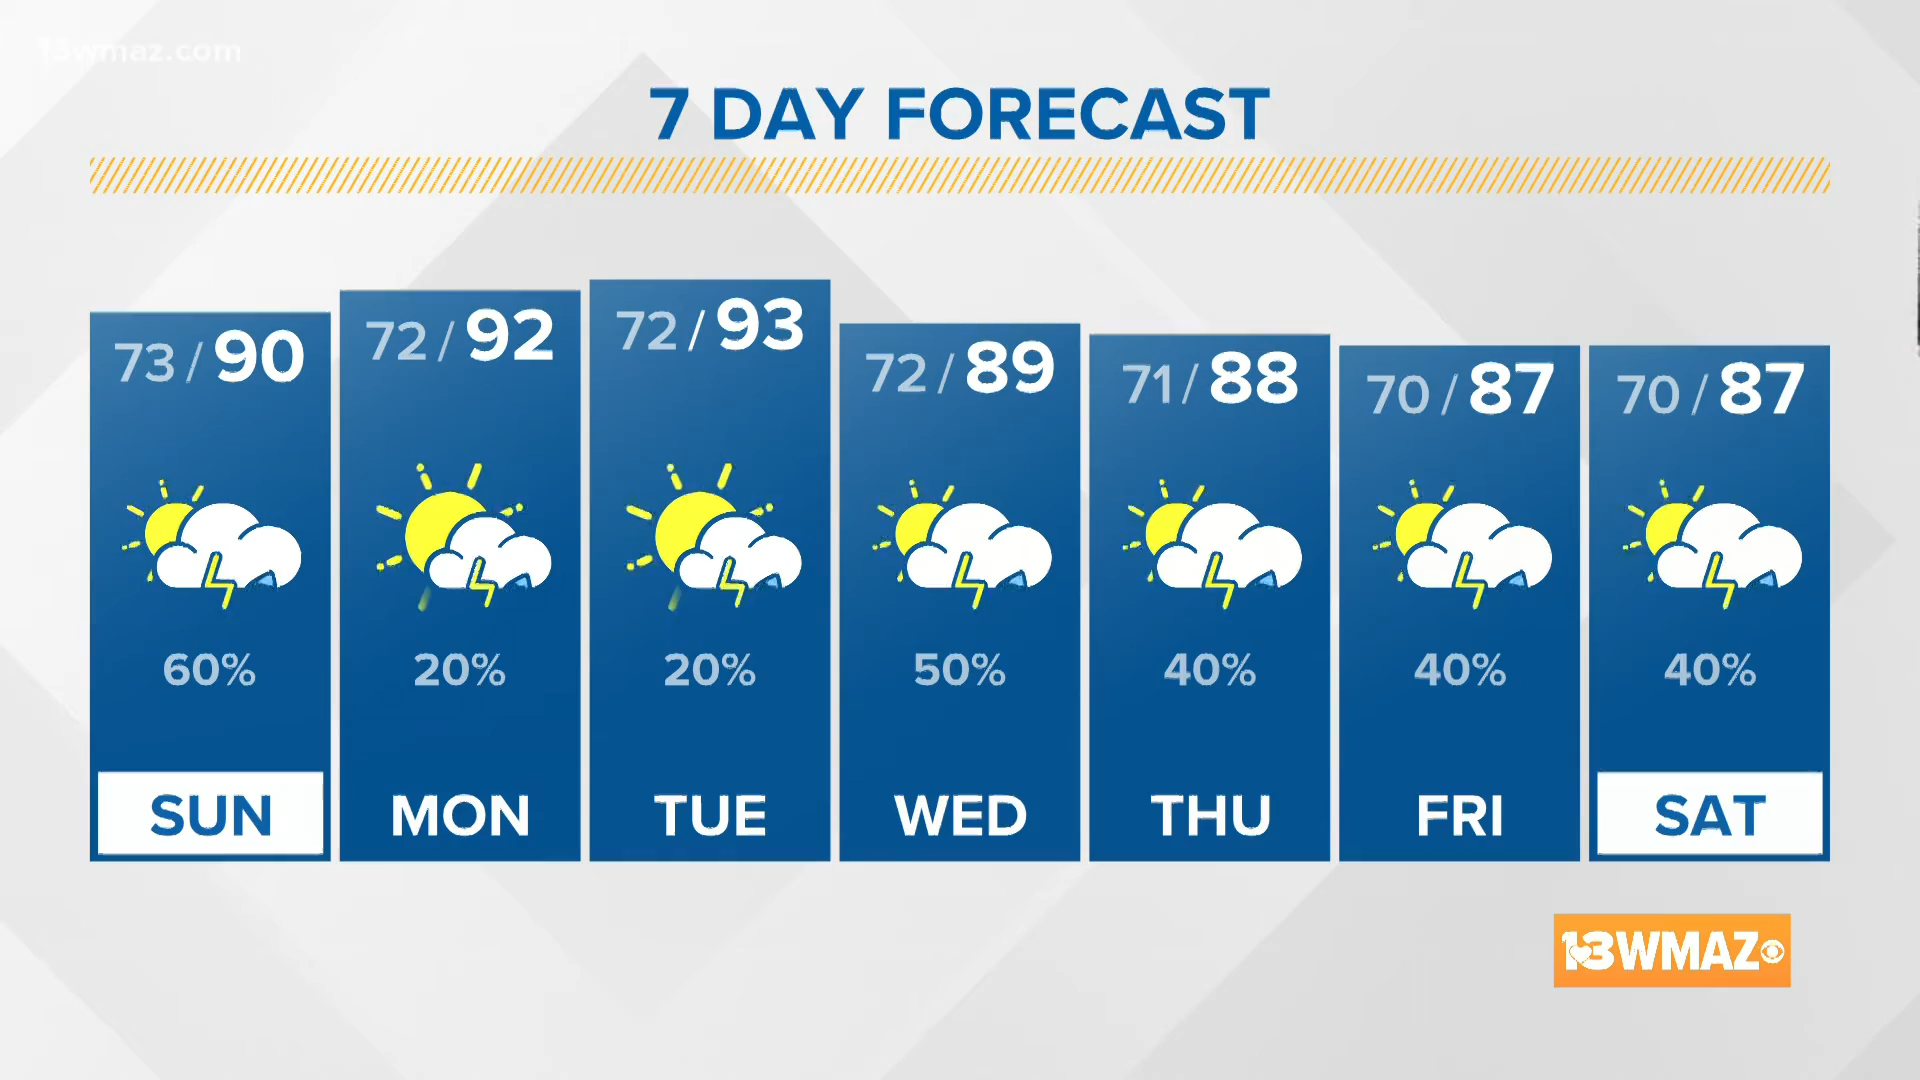 13wmaz.com
7 DAY FORECAST
73 / 90
72 / 92
72 / 93
72 / 89
71 / 88
70 / 87
70 / 87
60%
20%
20%
50%
40%
40%
40%
SUN
MON
TUE
WED
THU
FRI
SAT
13WMAZ